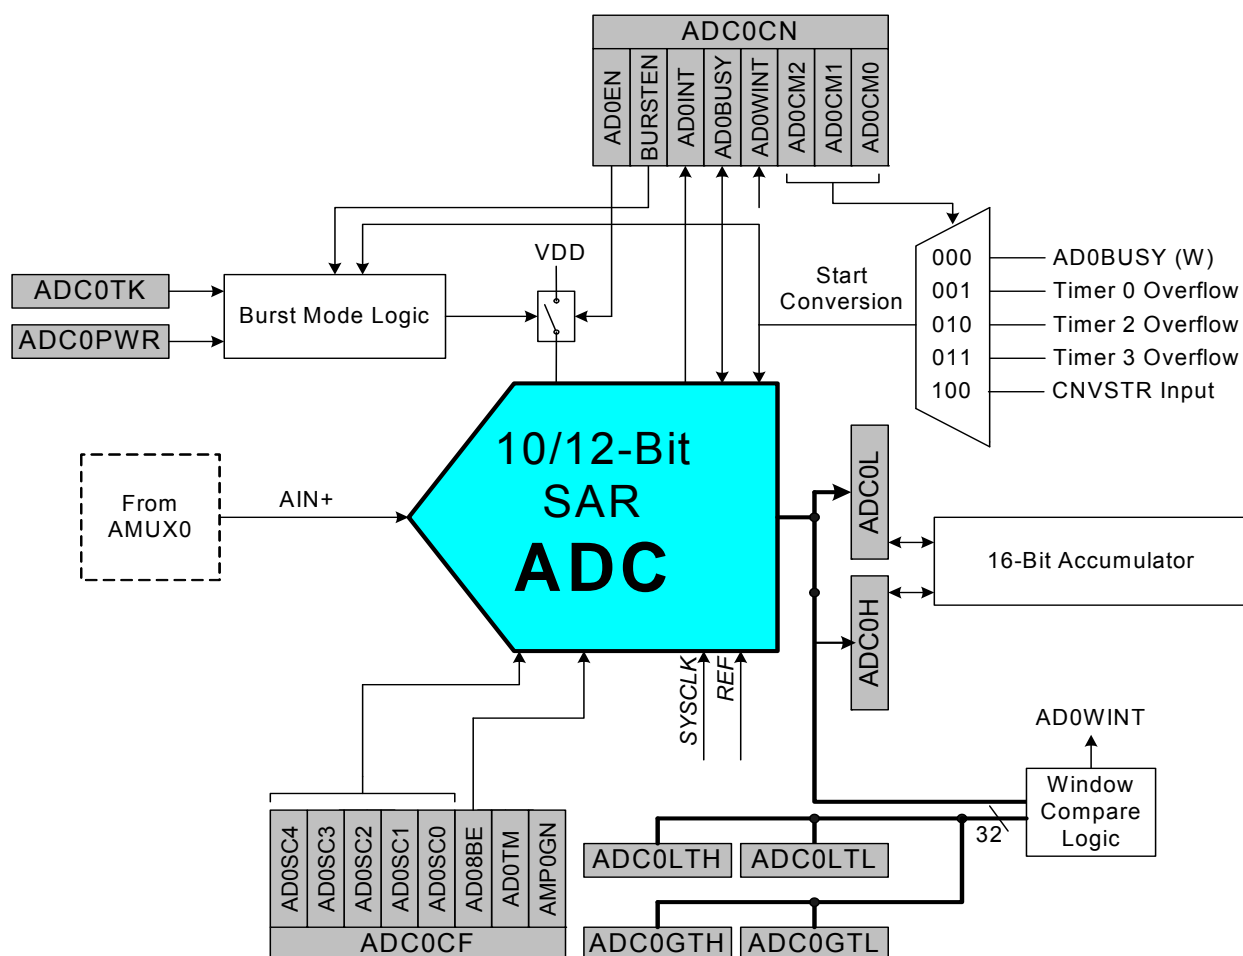 ADC0CN
AD0EN
BURSTEN
AD0INT
AD0BUSY
AD0WINT
AD0CM2
AD0CM1
AD0CM0
VDD
Start
Conversion
000
AD0BUSY (W)
001
Timer 0 Overflow
010
Timer 2 Overflow
011
Timer 3 Overflow
100
CNVSTR Input
ADC0TK
ADC0PWR
Burst Mode Logic
From
AMUX0
AIN+
10/12-Bit
SAR
ADC
ADC0L
ADC0H
16-Bit Accumulator
SYSCLK
REF
AD0WINT
Window
Compare
Logic
32
AD0SC4
AD0SC3
AD0SC2
AD0SC1
AD0SC0
AD08BE
AD0TM
AMP0GN
ADC0CF
ADC0LTH
ADC0LTL
ADC0GTH
ADC0GTL